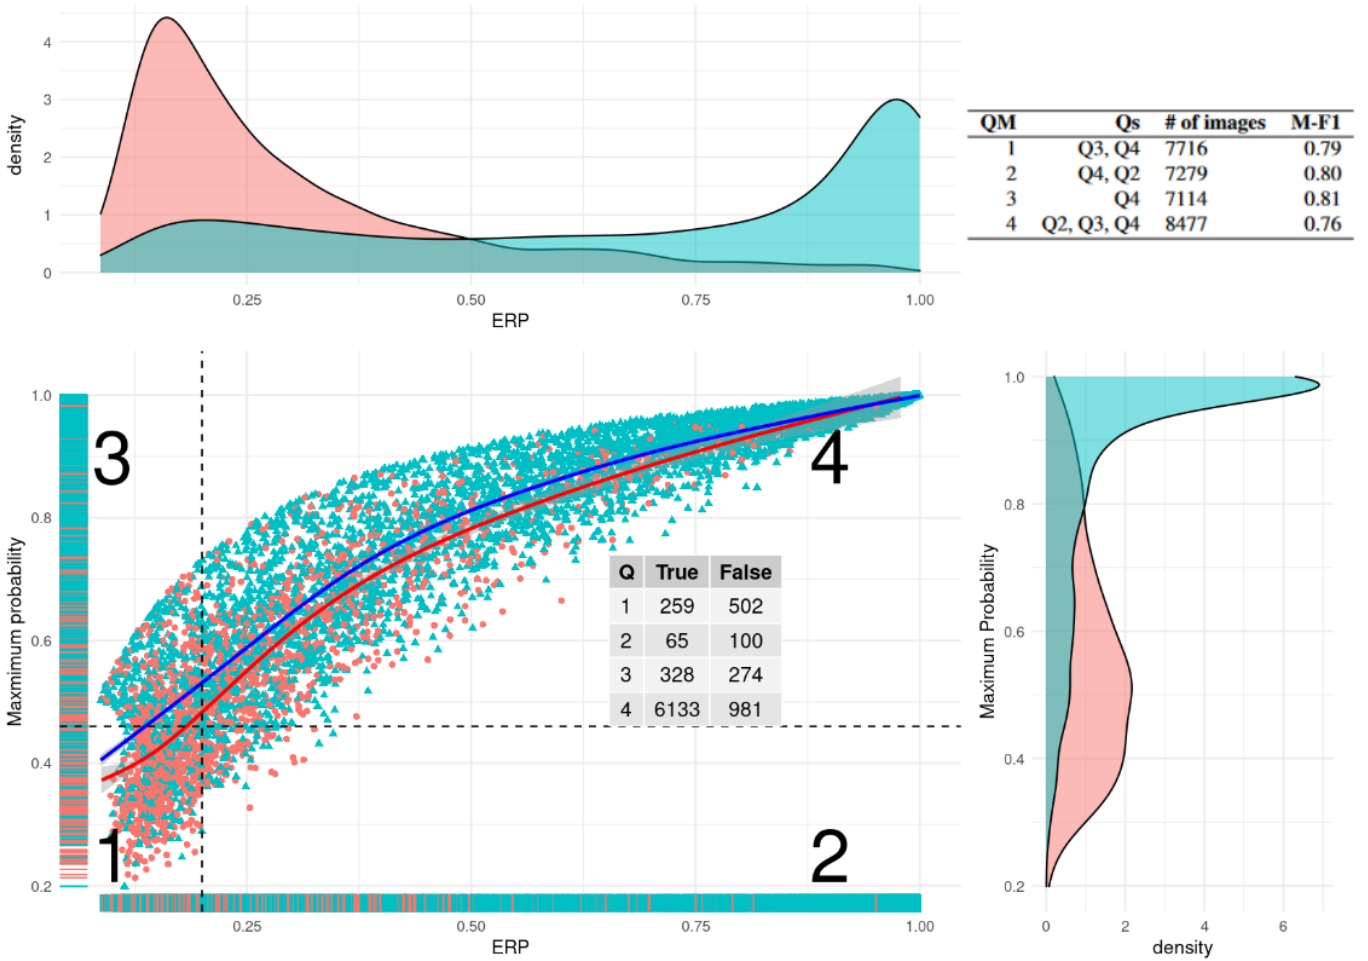 4
3
2
1
0
density
0.25 0.50 0.75 1.00
ERP
QM Qs # of images M-F1
1 Q3, Q4 7716 0.79
2 Q4, Q2 7279 0.80
3 Q4 7114 0.81
4 Q2, Q3, Q4 8477 0.76
1.0
0.8
0.6
0.4
0.2
Maxmimum probability
3
4
1
2
Q True False
1 259 502
2 65 100
3 328 274
4 6133 981
0.25 0.50 0.75 1.00
ERP
1.0
0.8
0.6
0.4
0.2
Maximum Probability
0 2 4 6
density